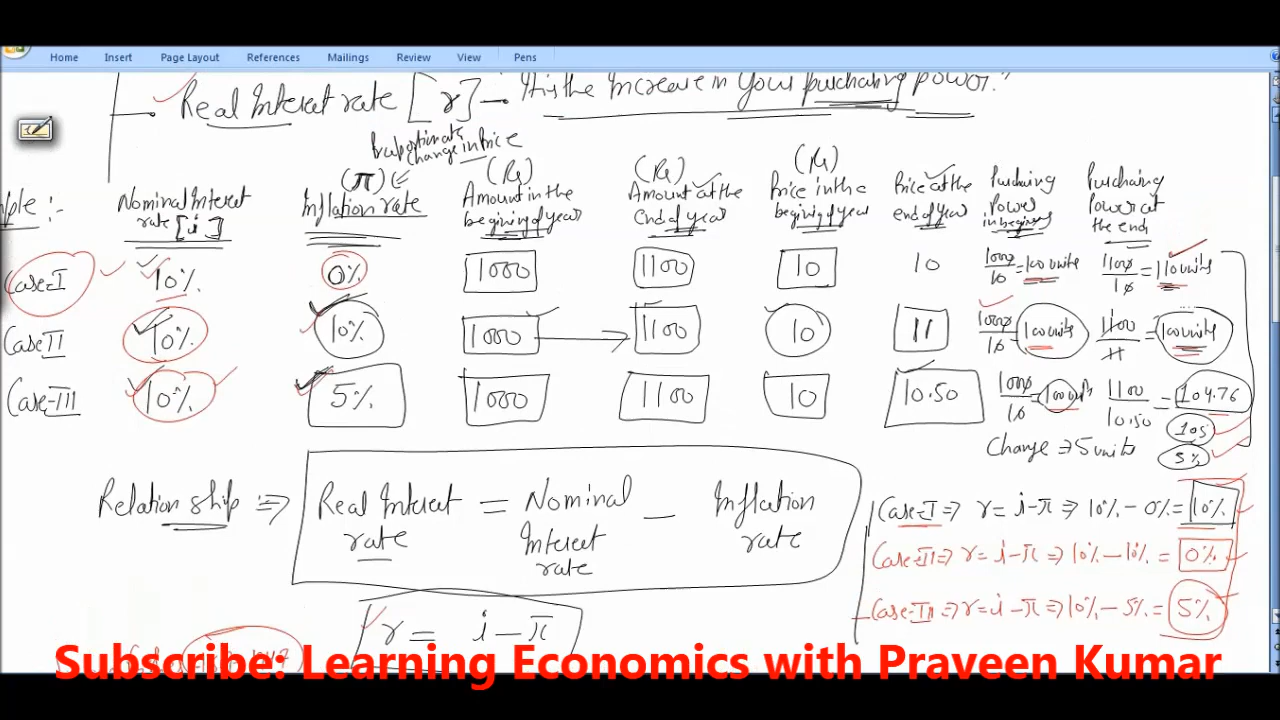 Home Insert Page Layout References Mailings Review View Pens
Real Interest rate [r] — It is the Increase in your purchasing power."
Proportionate change in Price
(π)
(Rs) (Rs) (Rs)
mple :- Nominal Interest rate [i] Inflation rate Amount in the begining of year Amount at the End of year Price in the begining of year Price at the end of year Purchasing Power in begining Purchasing Power at the end
Case-I 10% 0% 1000 1100 10 10 1000/10 = 100 units 1100/10 = 110 units
Case II 10% 10% 1000 1100 10 11 1000/10 = 100 units 1100/11 = 100 units
Case-III 10% 5% 1000 1100 10 10.50 1000/10 = 100 units 1100/10.50 = 104.76
105
Change ⇒ 5 units 5%
Relationship ⇒ Real Interest rate = Nominal Interest rate — Inflation rate
Case-I ⇒ r = i-π ⇒ 10% - 0% = 10%
Case-II ⇒ r = i-π ⇒ 10% - 10% = 0%
Case-III ⇒ r = i-π ⇒ 10% - 5% = 5%
r = i - π
Subscribe: Learning Economics with Praveen Kumar